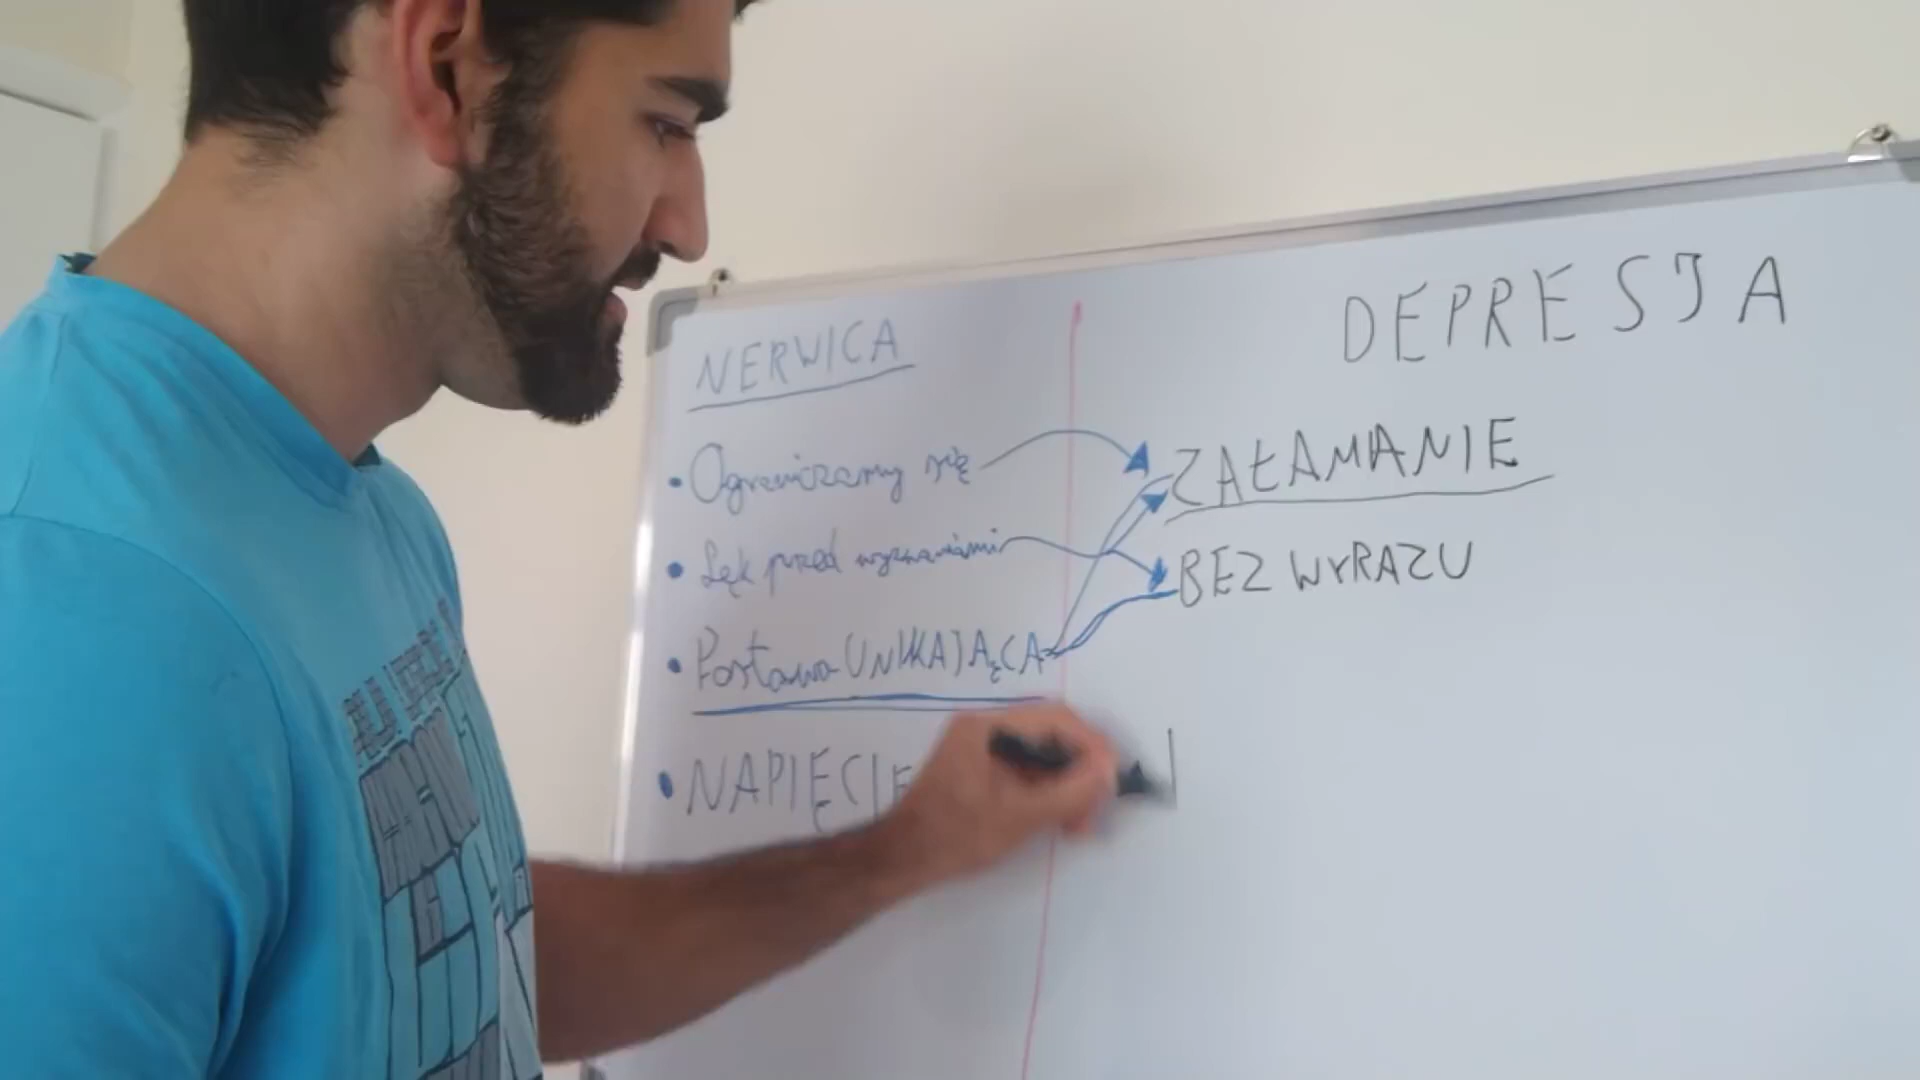 NERWICA
• Ograniczamy się
• Lęk przed wyzwaniami
• Postawa UNIKAJĄCA
• NAPIĘCIE
DEPRESJA
ZAŁAMANIE
BEZ WYRAZU